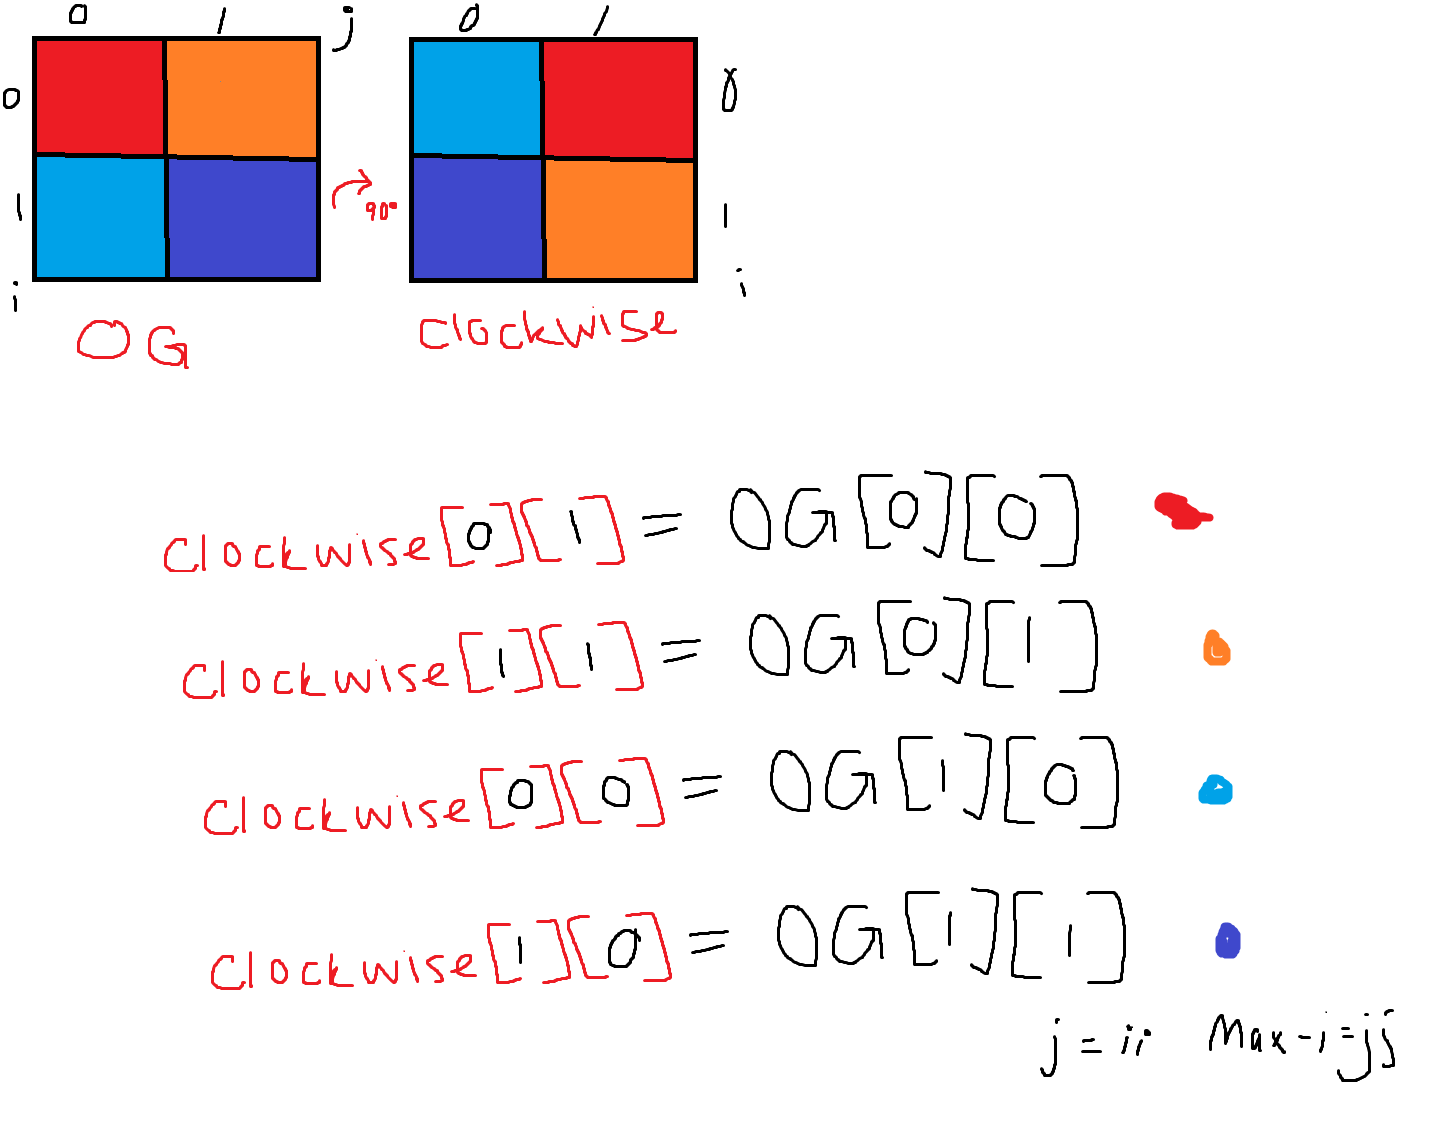 0 1 j 0 1
0 0
1 90° 1
i i
OG clockwise
clockwise[0][1] = OG[0][0]
clockwise[1][1] = OG[0][1]
clockwise[0][0] = OG[1][0]
clockwise[1][0] = OG[1][1]
j = ii Max - i = jj